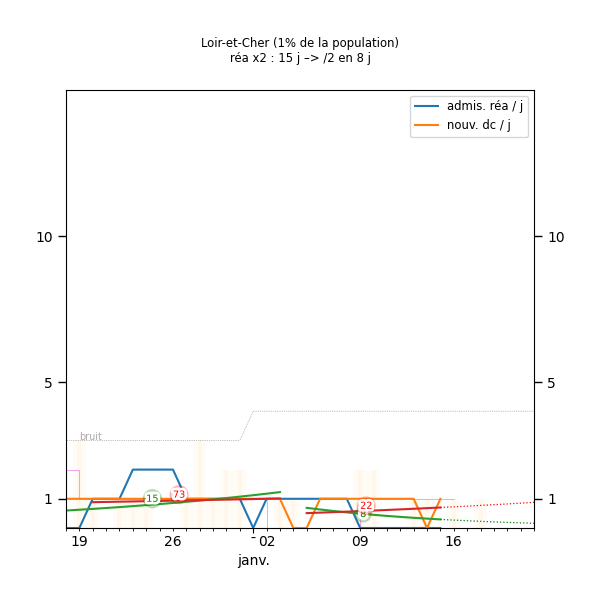 Loir-et-Cher (1% de la population)
réa x2 : 15 j –> /2 en 8 j
admis. réa / j
nouv. dc / j
10 10
5 5
bruit
15 73 22 8
1 1
19 26 - 02 09 16
janv.